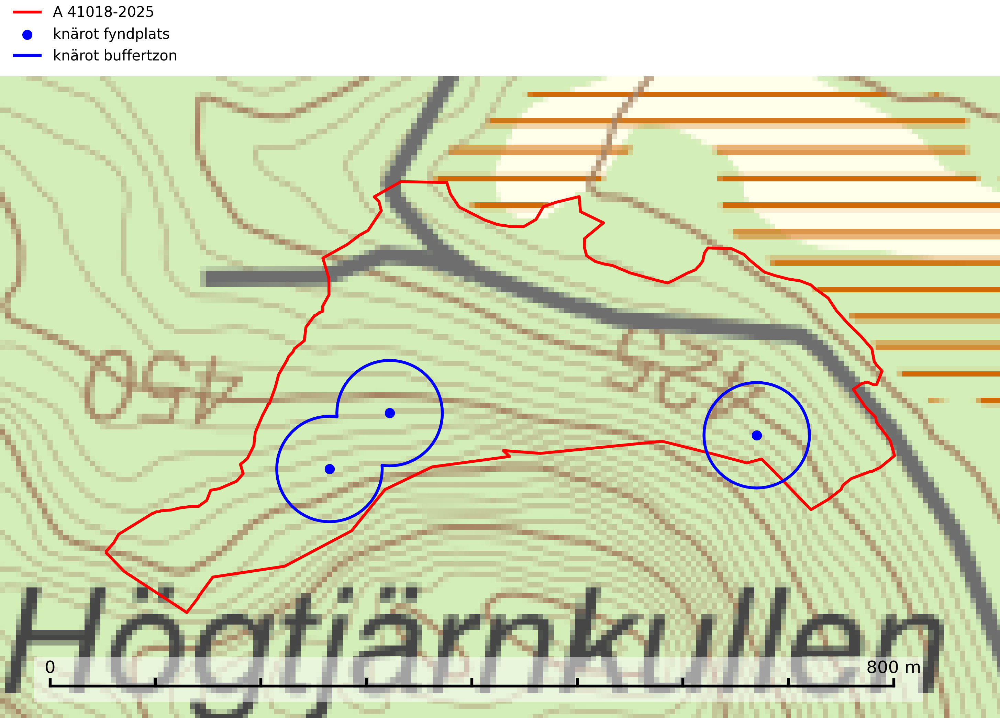 A 41018-2025
knärot fyndplats
knärot buffertzon
Högtjärnkullen
0
800 m